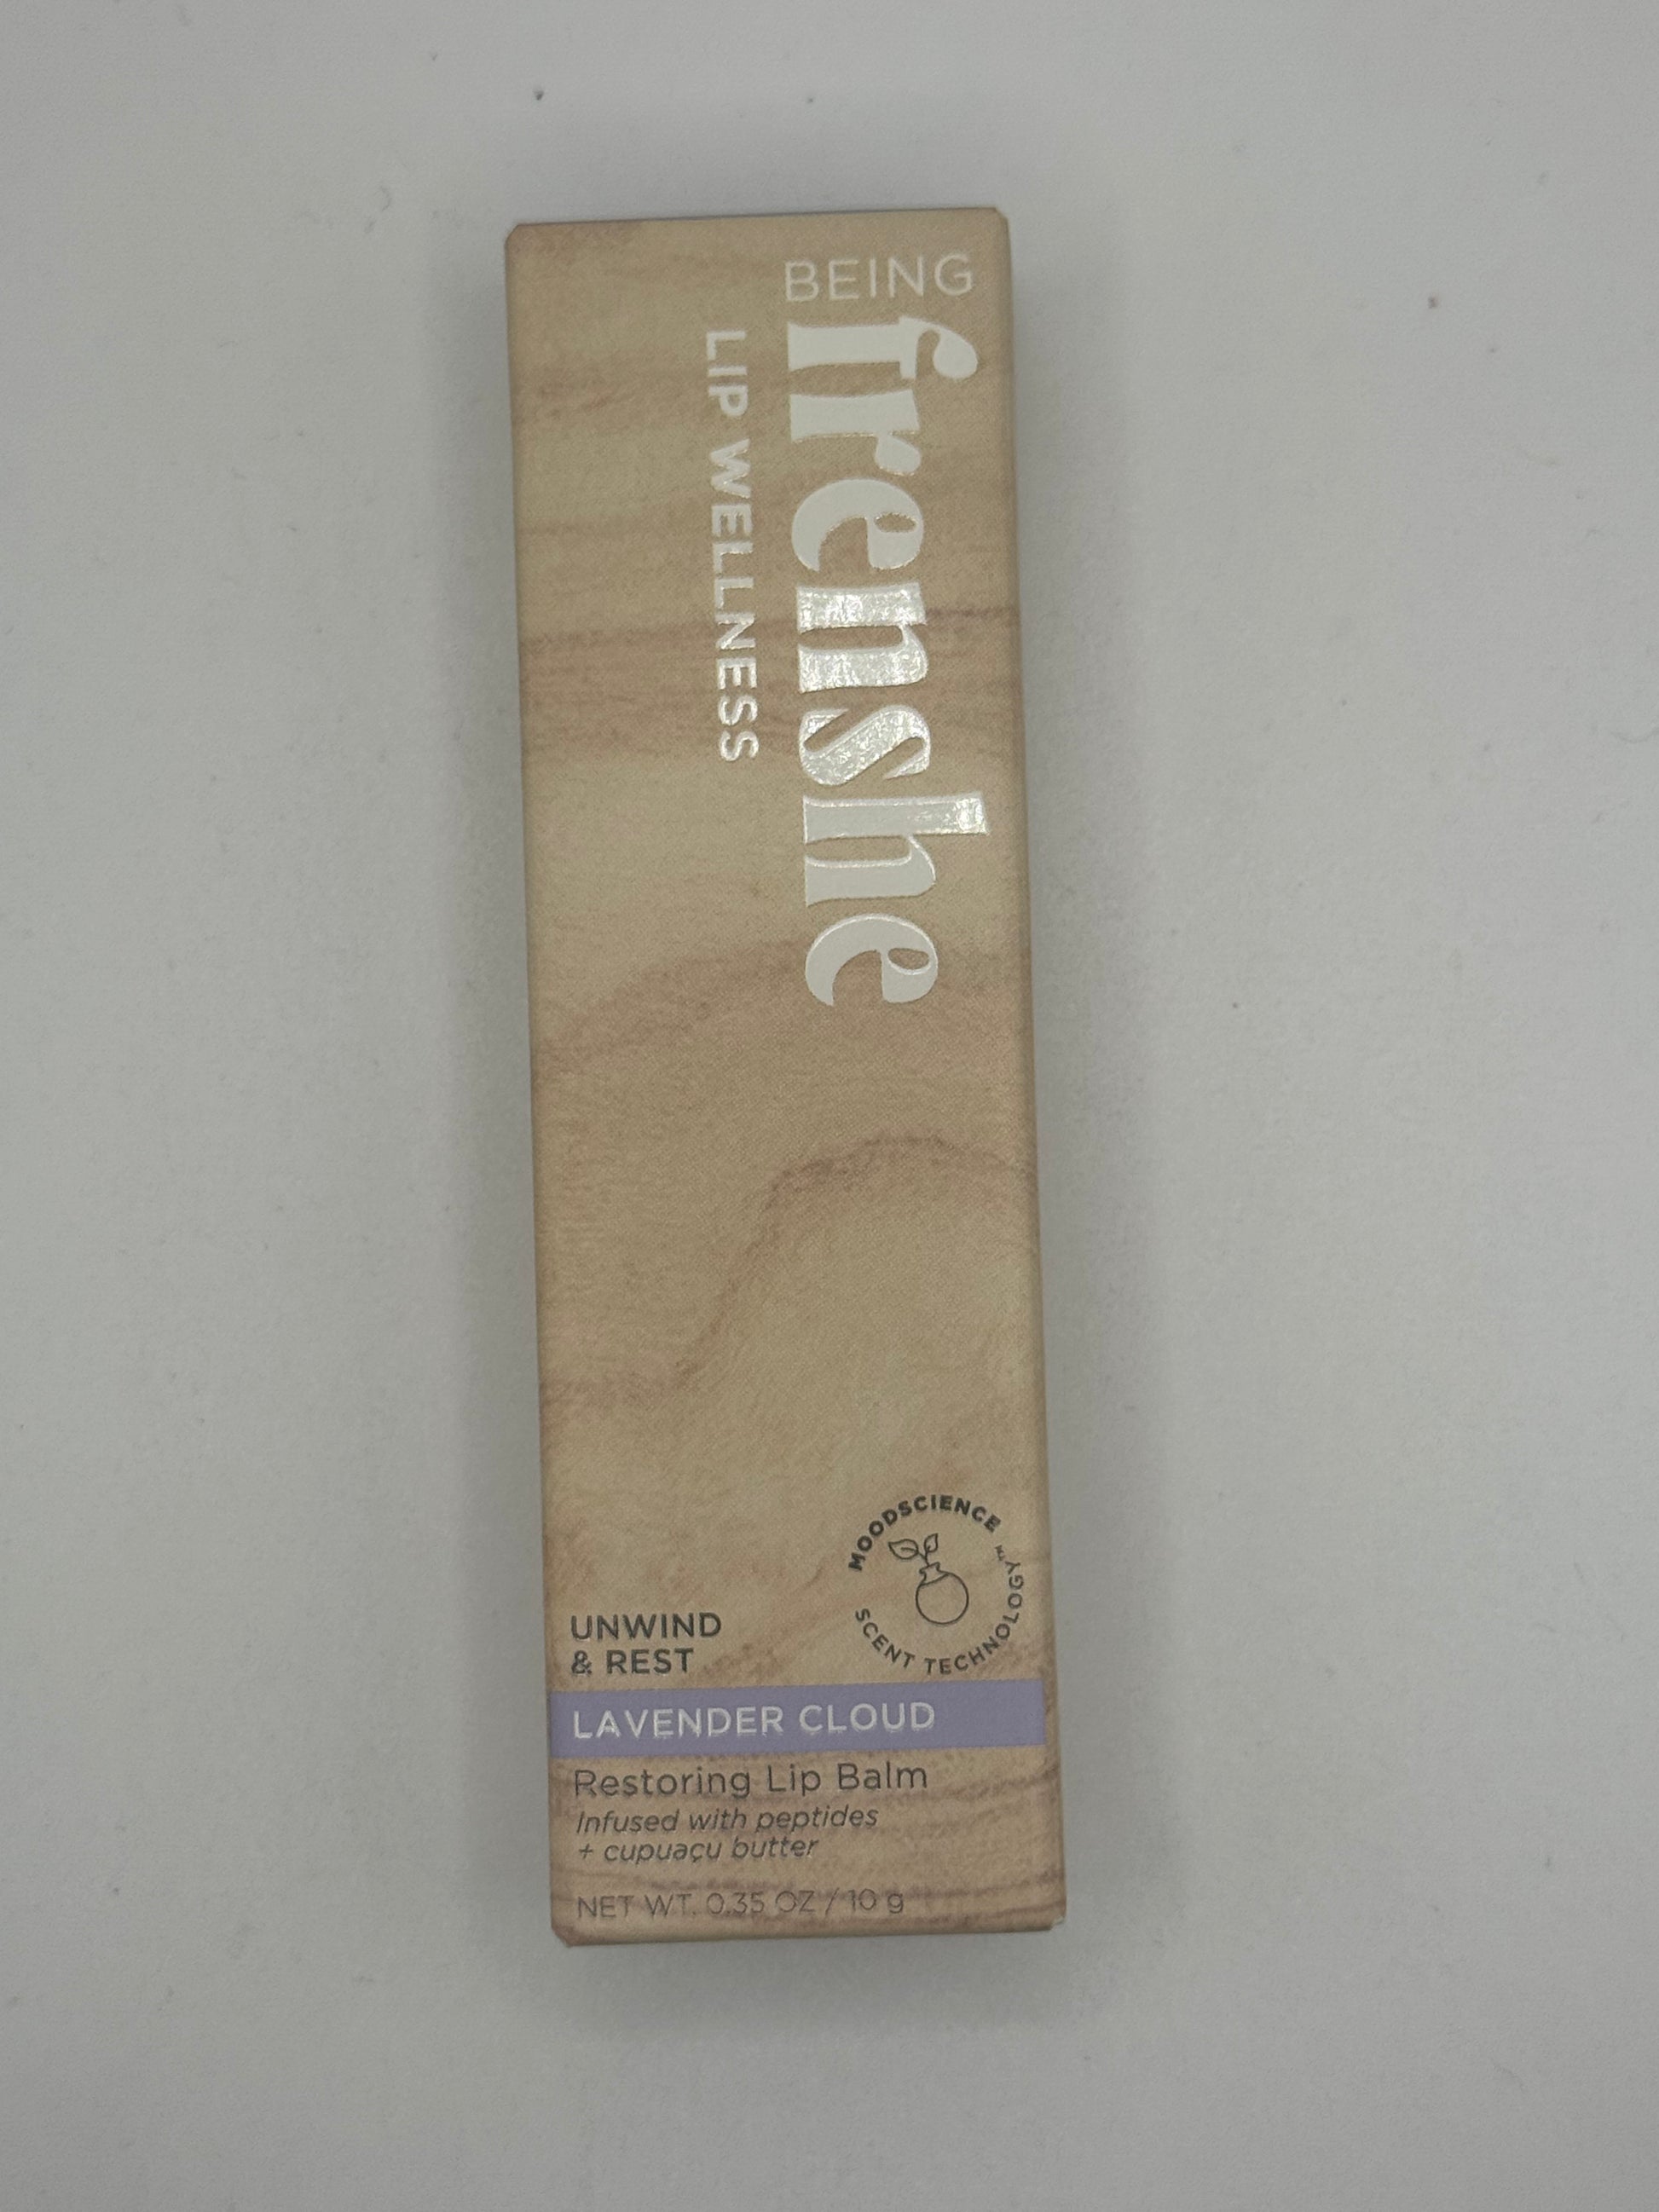 BEING
frenshe
LIP WELLNESS
MOODSCIENCE
SCENT TECHNOLOGY™
UNWIND
& REST
LAVENDER CLOUD
Restoring Lip Balm
Infused with peptides
+ cupuaçu butter
NET WT. 0.35 OZ / 10 g